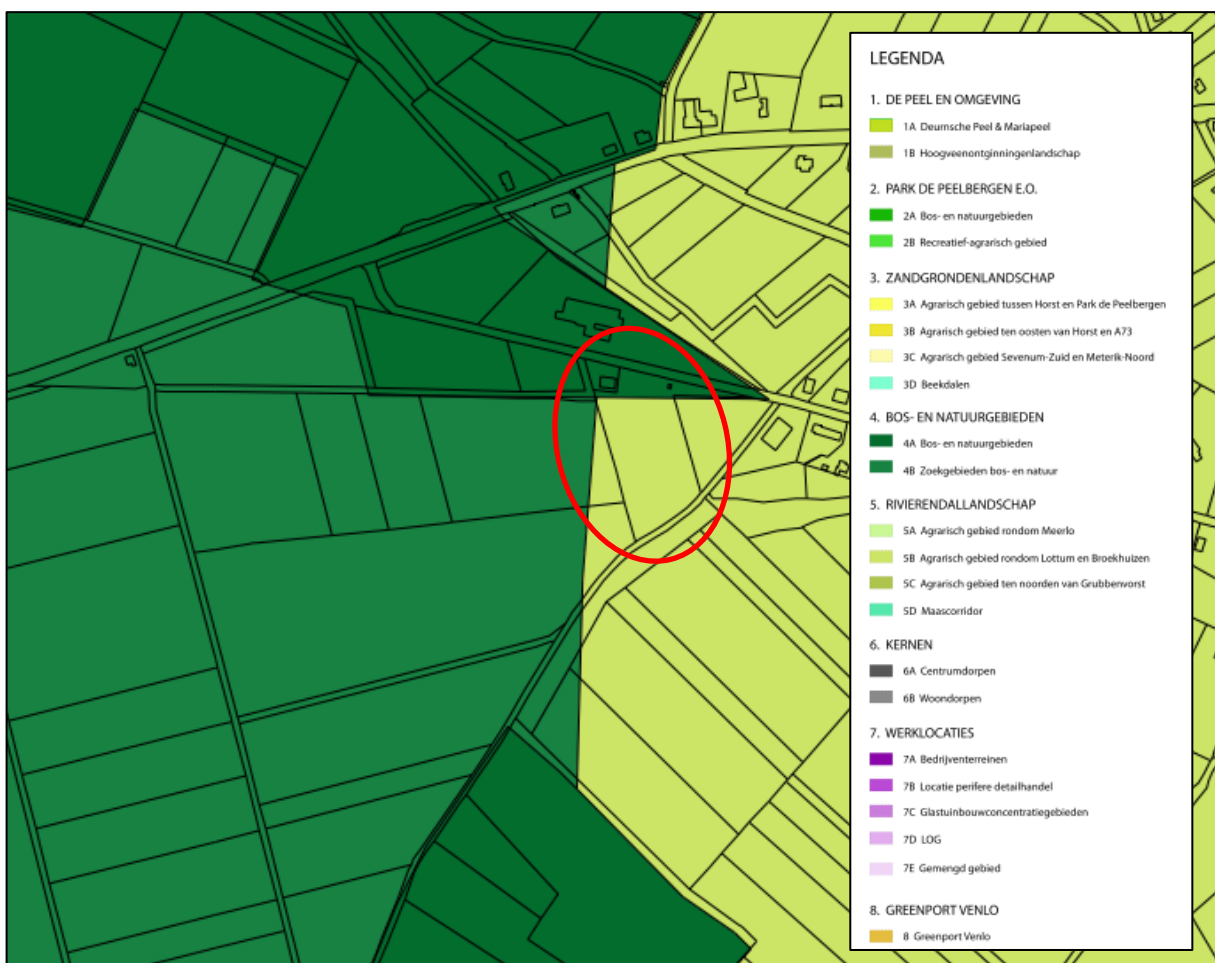 LEGENDA
1. DE PEEL EN OMGEVING
1A Deurnsche Peel & Mariapeel
1B Hoogveenontginningenlandschap
2. PARK DE PEELBERGEN E.O.
2A Bos- en natuurgebieden
2B Recreatief-agrarisch gebied
3. ZANDGRONDENLANDSCHAP
3A Agrarisch gebied tussen Horst en Park de Peelbergen
3B Agrarisch gebied ten oosten van Horst en A73
3C Agrarisch gebied Sevenum-Zuid en Meterik-Noord
3D Beekdalen
4. BOS- EN NATUURGEBIEDEN
4A Bos- en natuurgebieden
4B Zoekgebieden bos- en natuur
5. RIVIERENDALLANDSCHAP
5A Agrarisch gebied rondom Meerlo
5B Agrarisch gebied rondom Lottum en Broekhuizen
5C Agrarisch gebied ten noorden van Grubbenvorst
5D Maascorridor
6. KERNEN
6A Centrumdorpen
6B Woondorpen
7. WERKLOCATIES
7A Bedrijventerreinen
7B Locatie perifere detailhandel
7C Glastuinbouwconcentratiegebieden
7D LOG
7E Gemengd gebied
8. GREENPORT VENLO
8 Greenport Venlo